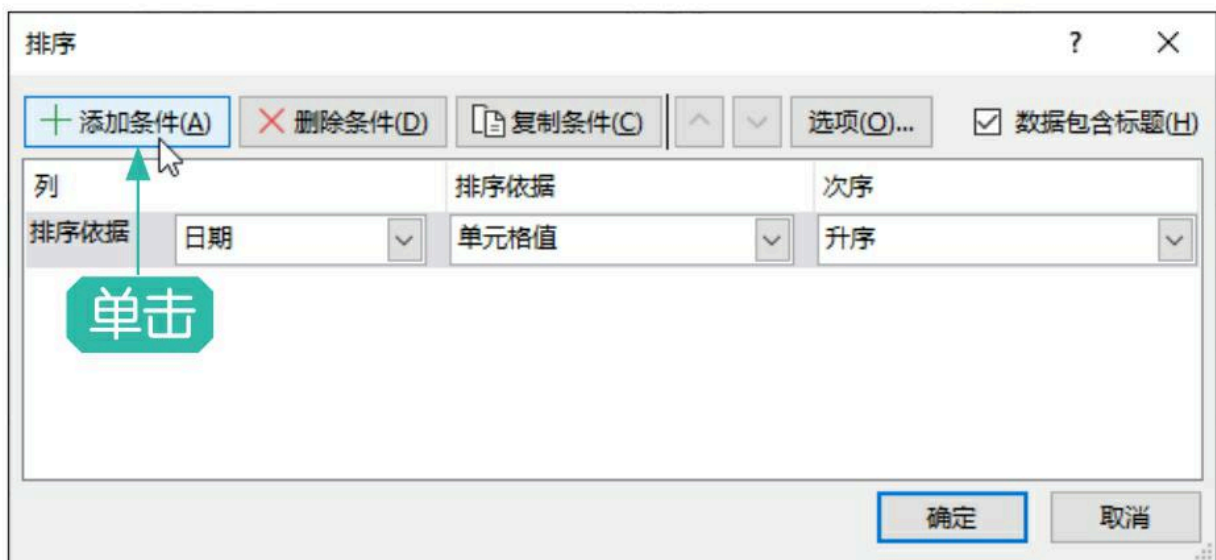 排序 ?
添加条件(A) 删除条件(D) 复制条件(C) 选项(O)... 数据包含标题(H)
列 排序依据 次序
排序依据 日期 单元格值 升序
单击
确定 取消